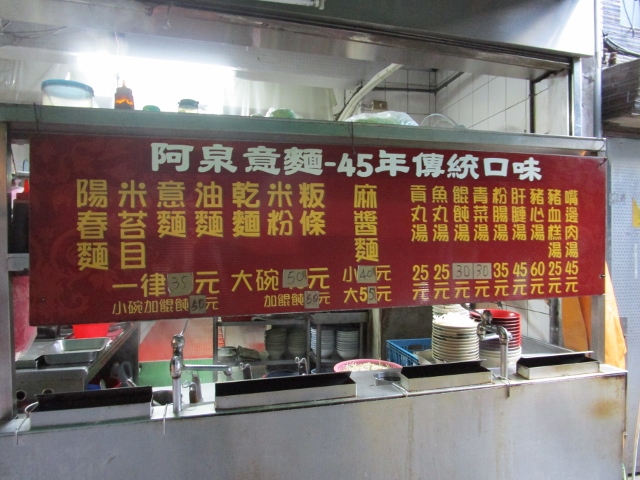 阿泉意麵-45年傳統口味
陽春麵
米苔目
意麵
油麵
乾麵
米粉
粄條
一律35元
大碗50元
小碗加餛飩50元
加餛飩60元
麻醬麵
小40元
大55元
貢丸湯 25元
魚丸湯 25元
餛飩湯 30元
青菜湯 30元
粉腸湯 35元
肝腱湯 45元
豬心湯 60元
豬血糕湯 25元
嘴邊肉湯 45元